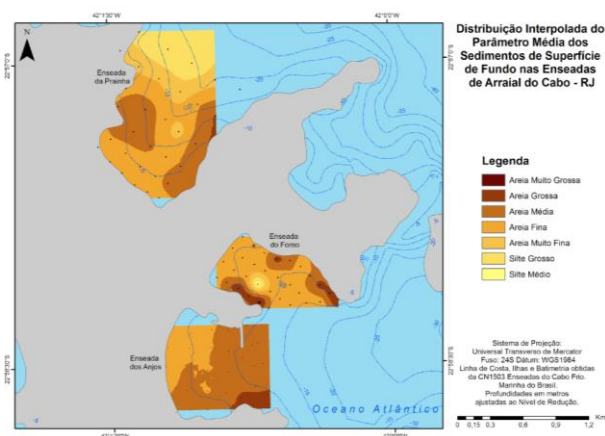 42°1'30"W
42°0'0"W
N
Enseada
da Prainha
Enseada
do Forno
Enseada
dos Anjos
Oceano Atlântico
Distribuição Interpolada do
Parâmetro Média dos
Sedimentos de Superfície
de Fundo nas Enseadas
de Arraial do Cabo - RJ
Legenda
Areia Muito Grossa
Areia Grossa
Areia Média
Areia Fina
Areia Muito Fina
Silte Grosso
Silte Médio
Sistema de Projeção:
Universal Transverso de Mercator
Fuso: 24S Dátum: WGS1984
Linha de Costa, Ilhas e Batimetria obtidas
da CN1503 Enseadas do Cabo Frio.
Marinha do Brasil.
Profundidades em metros
ajustadas ao Nível de Redução.
Km
0 0,15 0,3 0,6 0,9 1,2